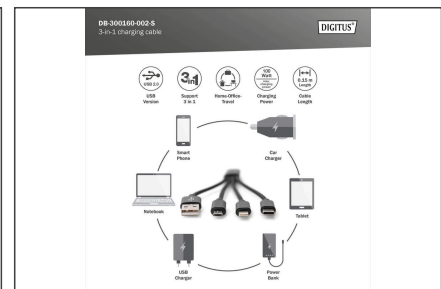 DB-300160-002-S
3-in-1 charging cable
DIGITUS®
USB 2.0
3in1
100
Watt
0.15 m
Length
USB
Version
Support
3 in 1
Home-Office-
Travel
Charging
Power
Cable
Length
Smart
Phone
Car
Charger
Notebook
Tablet
USB
Charger
Power
Bank